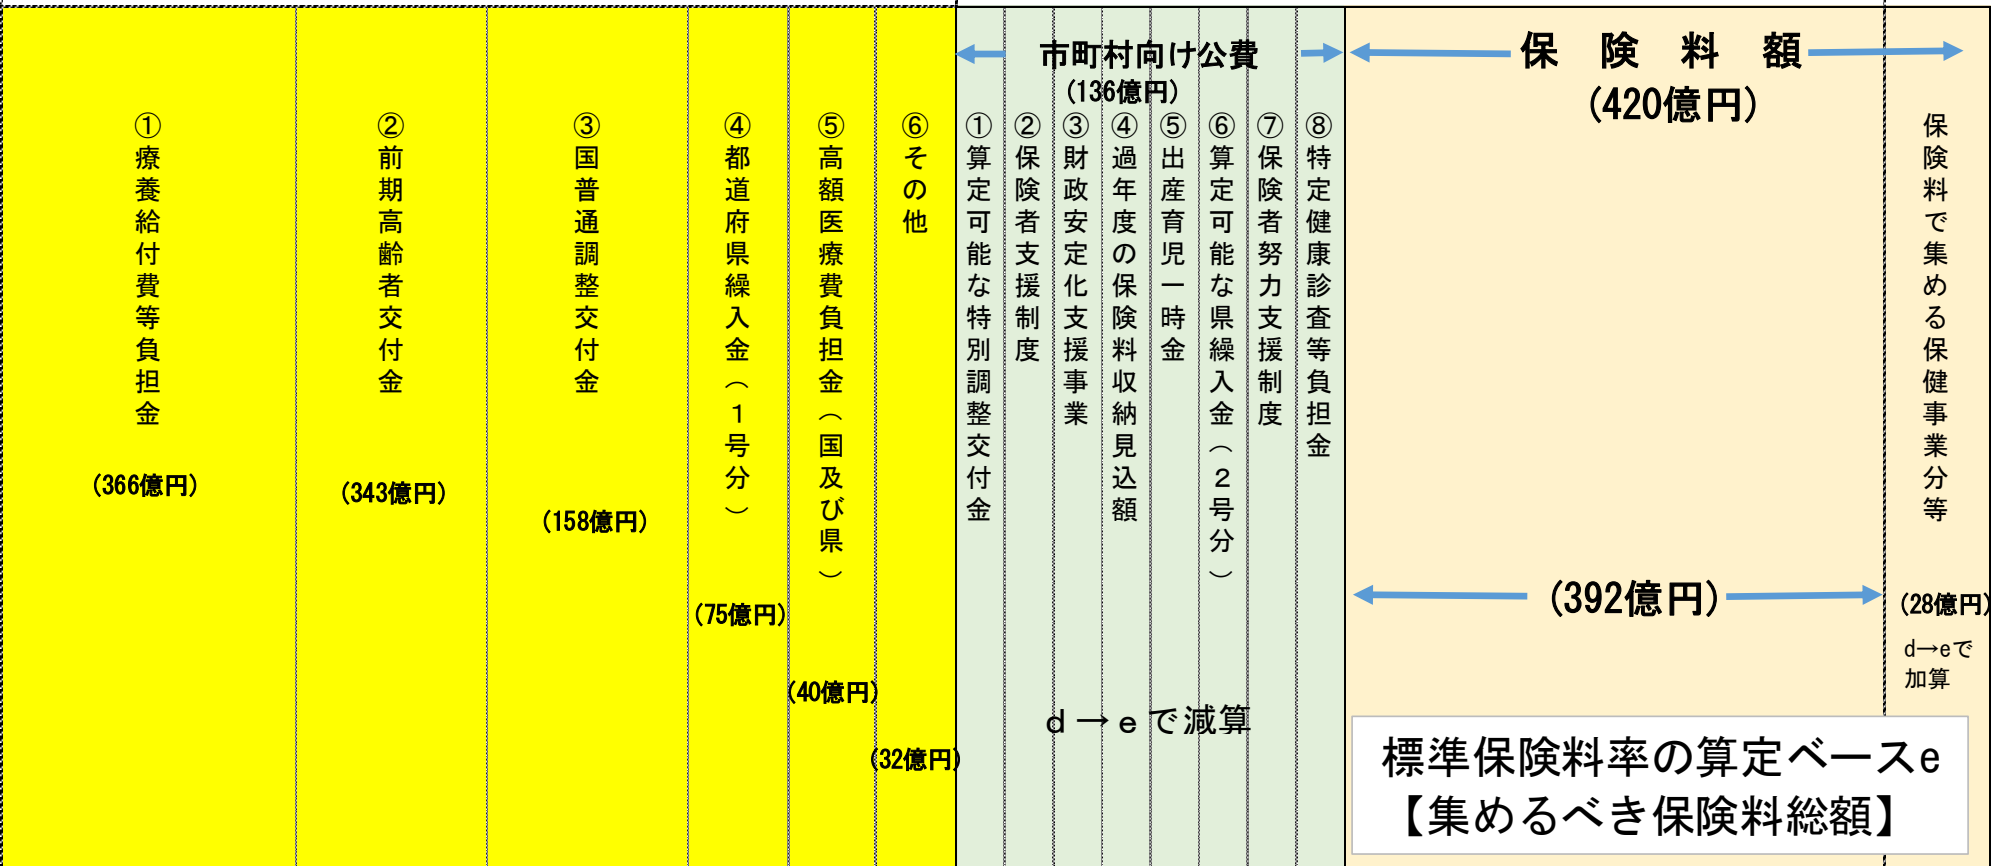 ①療養給付費等負担金
(366億円)
②前期高齢者交付金
(343億円)
③国普通調整交付金
(158億円)
④都道府県繰入金（１号分）
(75億円)
⑤高額医療費負担金（国及び県）
(40億円)
⑥その他
(32億円)
市町村向け公費
(136億円)
①算定可能な特別調整交付金
②保険者支援制度
③財政安定化支援事業
④過年度の保険料収納見込額
⑤出産育児一時金
⑥算定可能な県繰入金（２号分）
⑦保険者努力支援制度
⑧特定健康診査等負担金
ｄ→ｅで減算
保　険　料　額
(420億円)
(392億円)
保険料で集める保健事業分等
(28億円)
d→eで
加算
標準保険料率の算定ベースe
【集めるべき保険料総額】